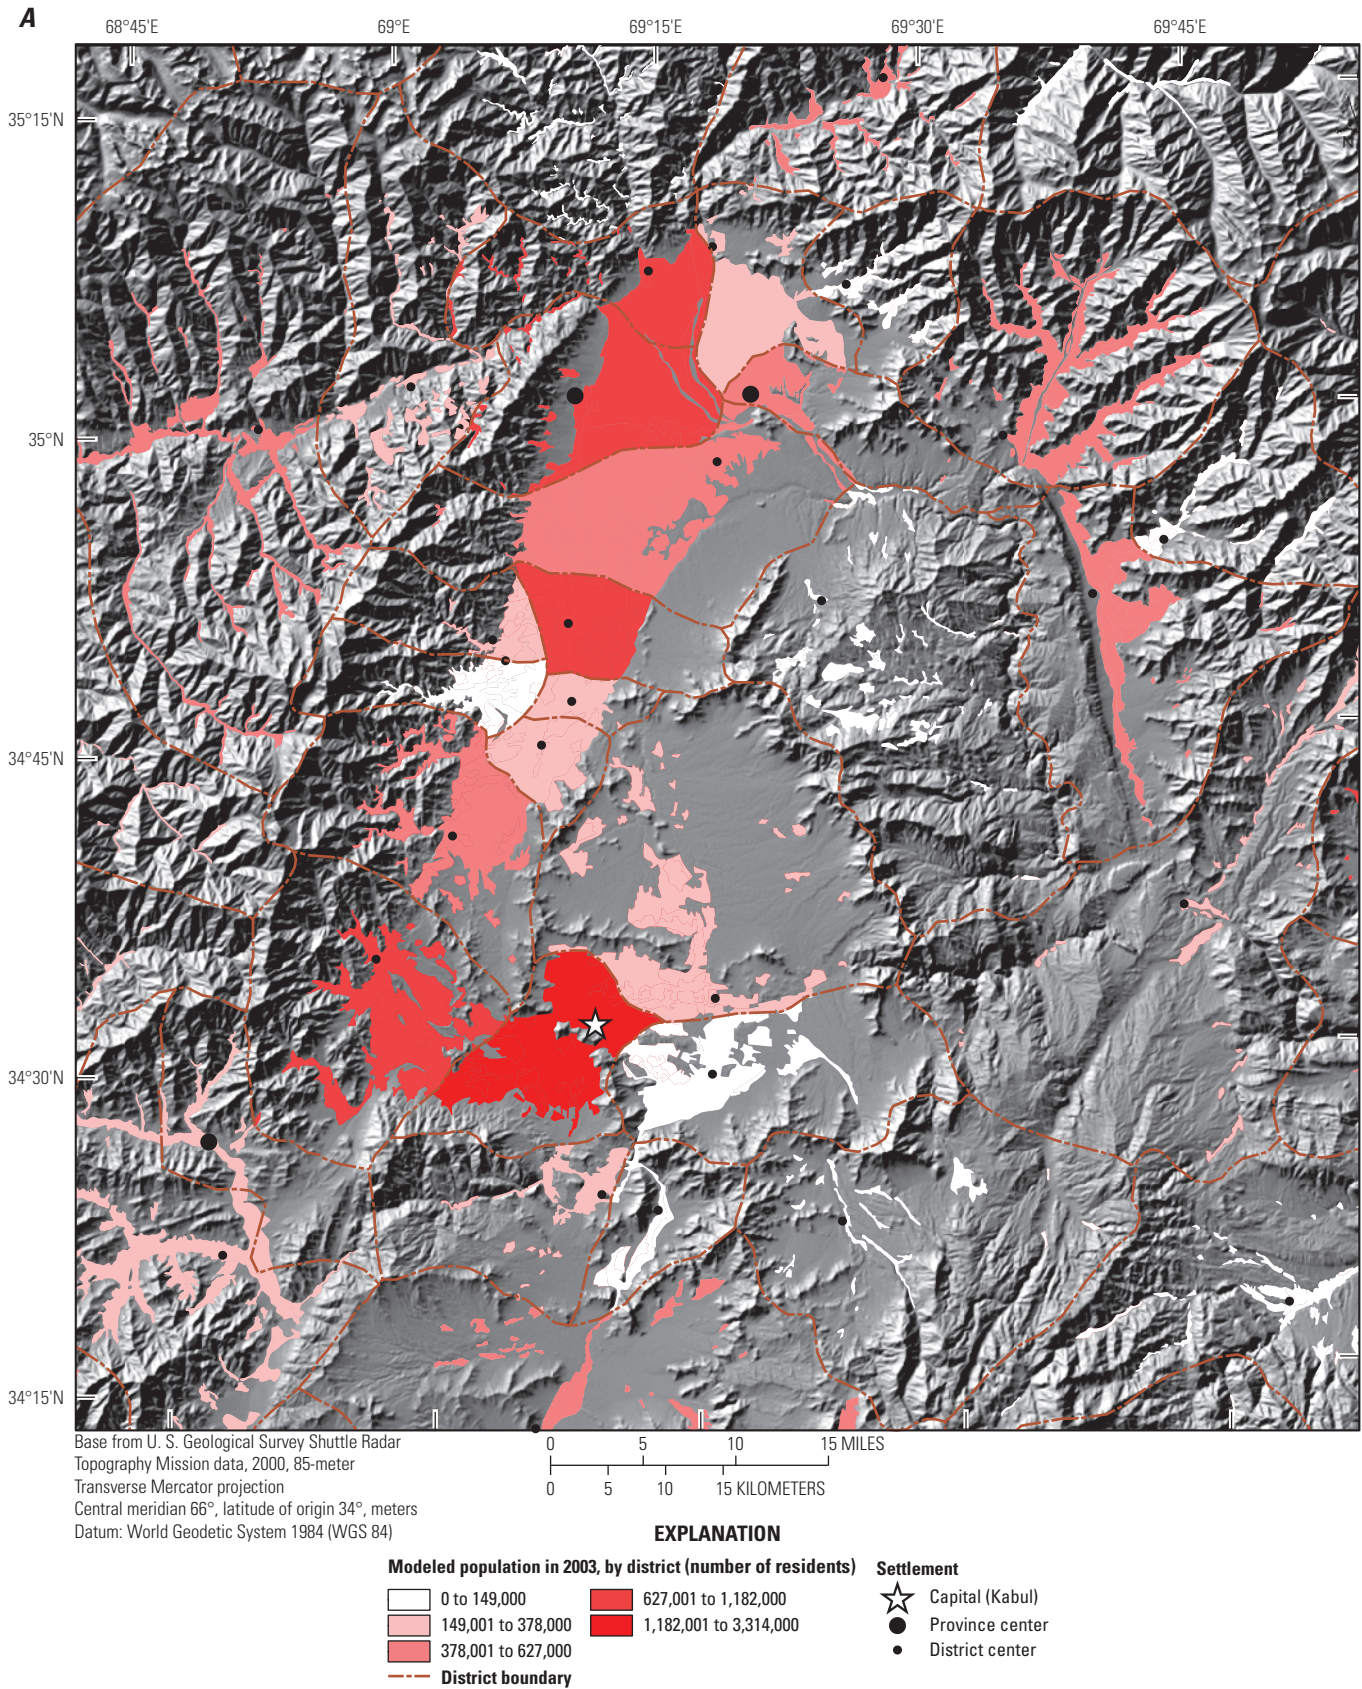 A
68°45'E
69°E
69°15'E
69°30'E
69°45'E
35°15'N
35°N
34°45'N
34°30'N
34°15'N
Base from U. S. Geological Survey Shuttle Radar
Topography Mission data, 2000, 85-meter
Transverse Mercator projection
Central meridian 66°, latitude of origin 34°, meters
Datum: World Geodetic System 1984 (WGS 84)
0 5 10 15 MILES
0 5 10 15 KILOMETERS
EXPLANATION
Modeled population in 2003, by district (number of residents)
0 to 149,000
149,001 to 378,000
378,001 to 627,000
627,001 to 1,182,000
1,182,001 to 3,314,000
District boundary
Settlement
Capital (Kabul)
Province center
District center